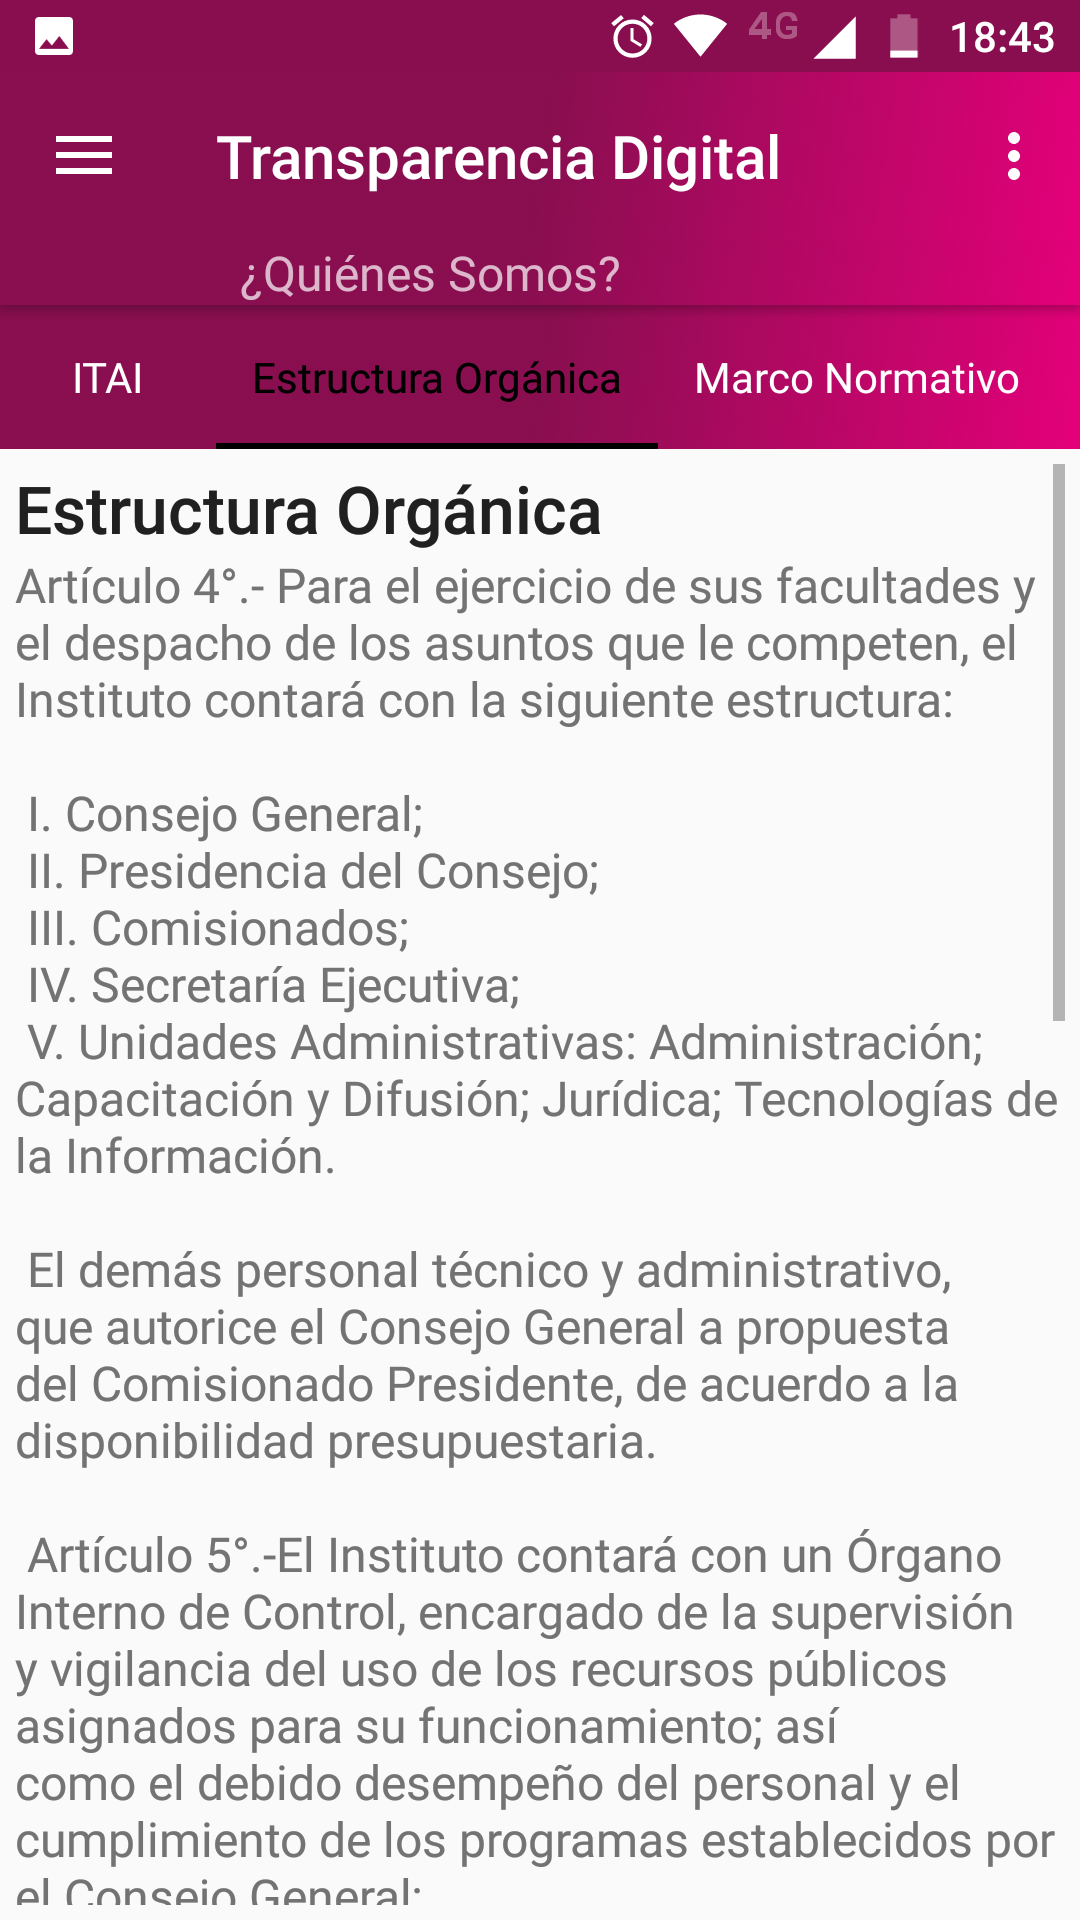 4G 18:43
Transparencia Digital
¿Quiénes Somos?
ITAI Estructura Orgánica Marco Normativo
Estructura Orgánica
Artículo 4°.- Para el ejercicio de sus facultades y
el despacho de los asuntos que le competen, el
Instituto contará con la siguiente estructura:
I. Consejo General;
II. Presidencia del Consejo;
III. Comisionados;
IV. Secretaría Ejecutiva;
V. Unidades Administrativas: Administración;
Capacitación y Difusión; Jurídica; Tecnologías de
la Información.
El demás personal técnico y administrativo,
que autorice el Consejo General a propuesta
del Comisionado Presidente, de acuerdo a la
disponibilidad presupuestaria.
Artículo 5°.-El Instituto contará con un Órgano
Interno de Control, encargado de la supervisión
y vigilancia del uso de los recursos públicos
asignados para su funcionamiento; así
como el debido desempeño del personal y el
cumplimiento de los programas establecidos por
el Consejo General;